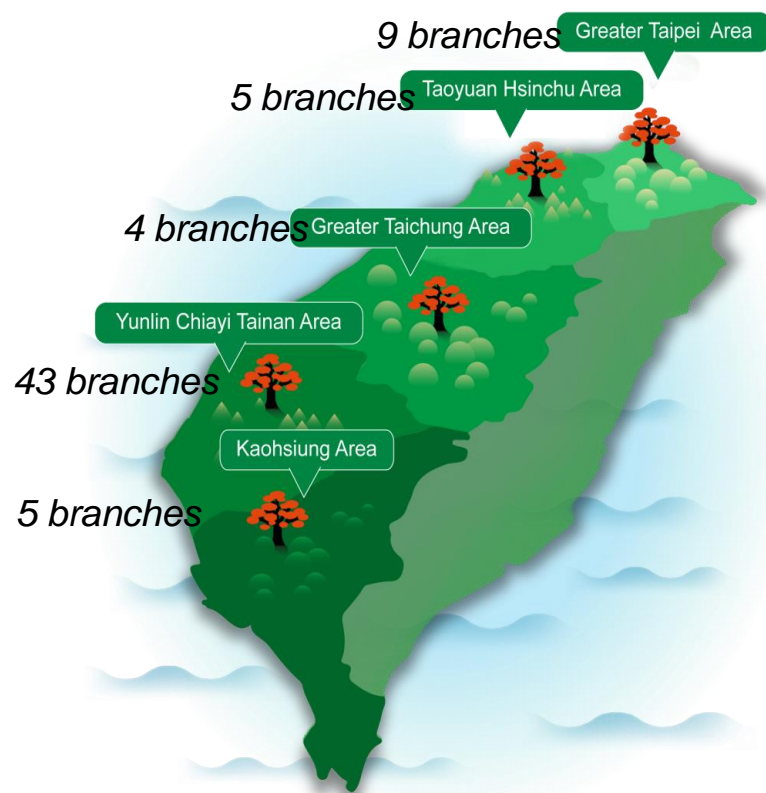 9 branches
Greater Taipei Area
5 branches
Taoyuan Hsinchu Area
4 branches
Greater Taichung Area
Yunlin Chiayi Tainan Area
43 branches
Kaohsiung Area
5 branches